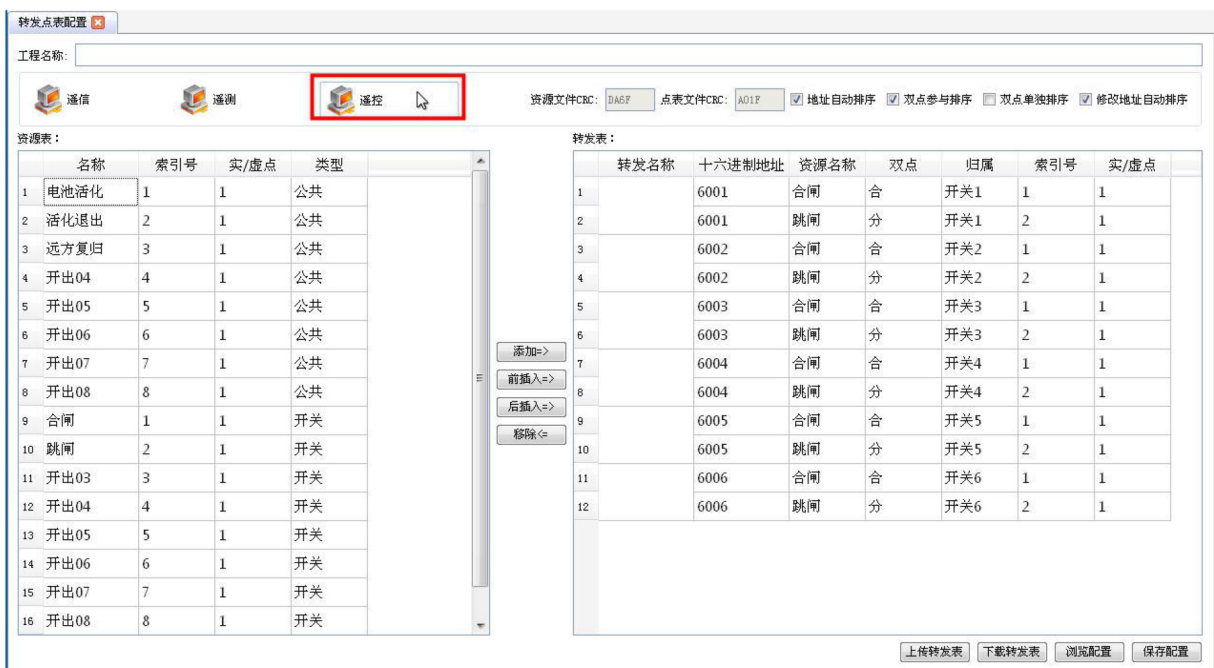 转发点表配置
工程名称:
遥信 遥测 遥控 资源文件CRC: DA6F 点表文件CRC: A01F 地址自动排序 双点参与排序 双点单独排序 修改地址自动排序
资源表： 转发表：
名称 索引号 实/虚点 类型
1 电池活化 1 1 公共
2 活化退出 2 1 公共
3 远方复归 3 1 公共
4 开出04 4 1 公共
5 开出05 5 1 公共
6 开出06 6 1 公共
7 开出07 7 1 公共
8 开出08 8 1 公共
9 合闸 1 1 开关
10 跳闸 2 1 开关
11 开出03 3 1 开关
12 开出04 4 1 开关
13 开出05 5 1 开关
14 开出06 6 1 开关
15 开出07 7 1 开关
16 开出08 8 1 开关
添加=>
前插入=>
后插入=>
移除<=
转发名称 十六进制地址 资源名称 双点 归属 索引号 实/虚点
1 6001 合闸 合 开关1 1 1
2 6001 跳闸 分 开关1 2 1
3 6002 合闸 合 开关2 1 1
4 6002 跳闸 分 开关2 2 1
5 6003 合闸 合 开关3 1 1
6 6003 跳闸 分 开关3 2 1
7 6004 合闸 合 开关4 1 1
8 6004 跳闸 分 开关4 2 1
9 6005 合闸 合 开关5 1 1
10 6005 跳闸 分 开关5 2 1
11 6006 合闸 合 开关6 1 1
12 6006 跳闸 分 开关6 2 1
上传转发表 下载转发表 浏览配置 保存配置